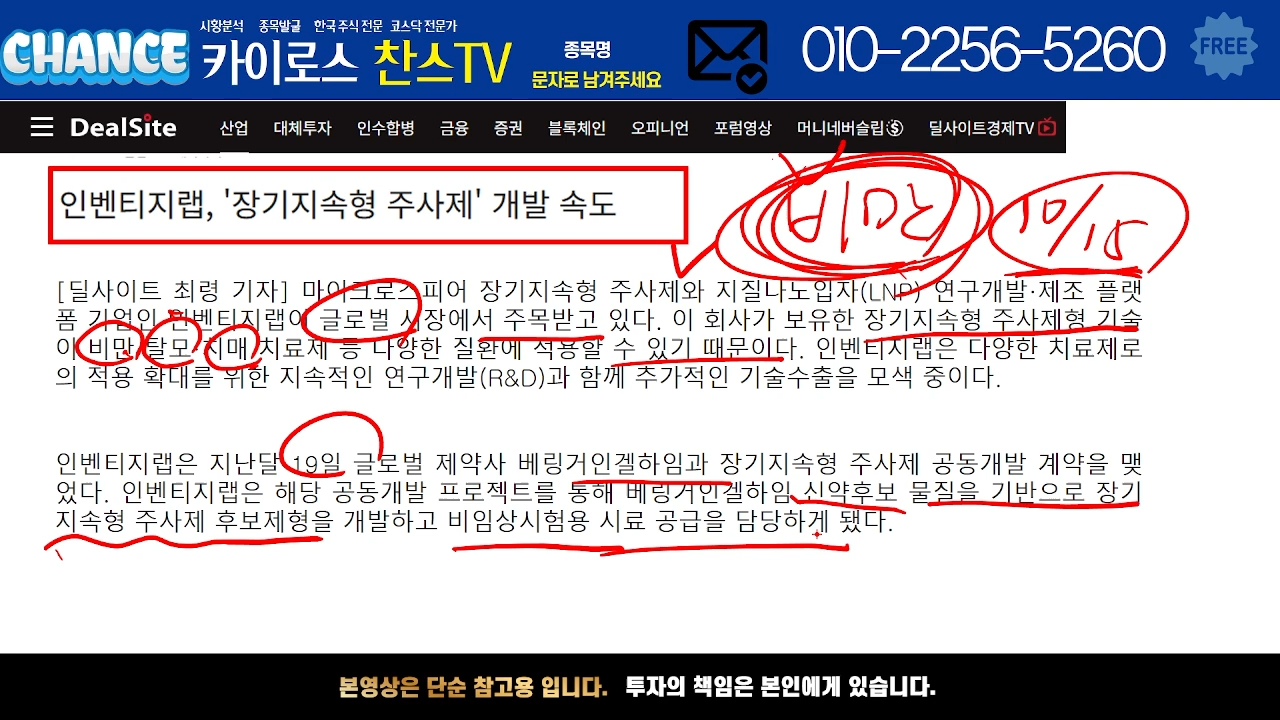 시황분석 종목발굴 한국 주식 전문 코스닥 전문가
CHANCE 카이로스 찬스TV
종목명
문자로 남겨주세요
010-2256-5260
FREE
DealSite 산업 대체투자 인수합병 금융 증권 블록체인 오피니언 포럼영상 머니네버슬립 딜사이트경제TV
인벤티지랩, '장기지속형 주사제' 개발 속도
비만
10/15
[딜사이트 최령 기자] 마이크로스피어 장기지속형 주사제와 지질나노입자(LNP) 연구개발·제조 플랫
폼 기업인 인벤티지랩이 글로벌 시장에서 주목받고 있다. 이 회사가 보유한 장기지속형 주사제형 기술
이 비만·탈모·치매 치료제 등 다양한 질환에 적용할 수 있기 때문이다. 인벤티지랩은 다양한 치료제로
의 적용 확대를 위한 지속적인 연구개발(R&D)과 함께 추가적인 기술수출을 모색 중이다.
인벤티지랩은 지난달 19일 글로벌 제약사 베링거인겔하임과 장기지속형 주사제 공동개발 계약을 맺
었다. 인벤티지랩은 해당 공동개발 프로젝트를 통해 베링거인겔하임 신약후보 물질을 기반으로 장기
지속형 주사제 후보제형을 개발하고 비임상시험용 시료 공급을 담당하게 됐다.
본영상은 단순 참고용 입니다. 투자의 책임은 본인에게 있습니다.